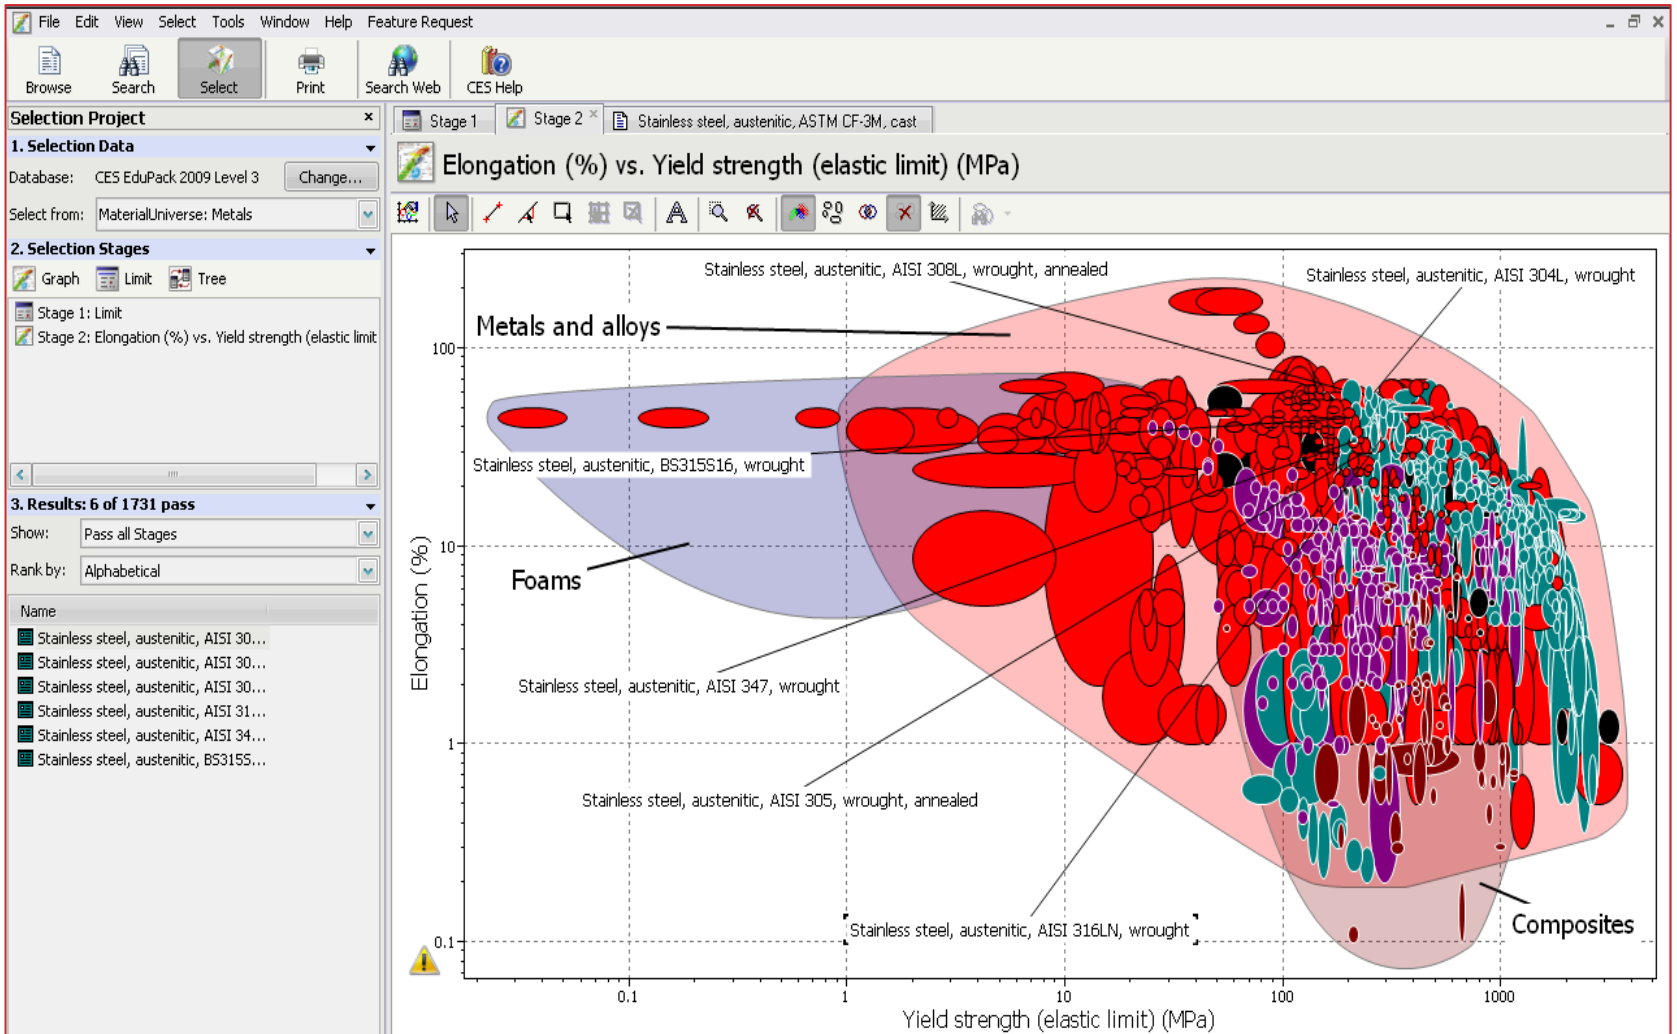 File Edit View Select Tools Window Help Feature Request
Browse Search Select Print Search Web CES Help
Selection Project
1. Selection Data
Database: CES EduPack 2009 Level 3 Change...
Select from: MaterialUniverse: Metals
2. Selection Stages
Graph Limit Tree
Stage 1: Limit
Stage 2: Elongation (%) vs. Yield strength (elastic limit
3. Results: 6 of 1731 pass
Show: Pass all Stages
Rank by: Alphabetical
Name
Stainless steel, austenitic, AISI 30...
Stainless steel, austenitic, AISI 30...
Stainless steel, austenitic, AISI 30...
Stainless steel, austenitic, AISI 31...
Stainless steel, austenitic, AISI 34...
Stainless steel, austenitic, BS315S...
Stage 1 Stage 2 Stainless steel, austenitic, ASTM CF-3M, cast
Elongation (%) vs. Yield strength (elastic limit) (MPa)
Stainless steel, austenitic, AISI 308L, wrought, annealed
Stainless steel, austenitic, AISI 304L, wrought
Metals and alloys
Stainless steel, austenitic, BS315S16, wrought
Foams
Stainless steel, austenitic, AISI 347, wrought
Stainless steel, austenitic, AISI 305, wrought, annealed
Stainless steel, austenitic, AISI 316LN, wrought
Composites
Elongation (%)
100
10
1
0.1
0.1 1 10 100 1000
Yield strength (elastic limit) (MPa)